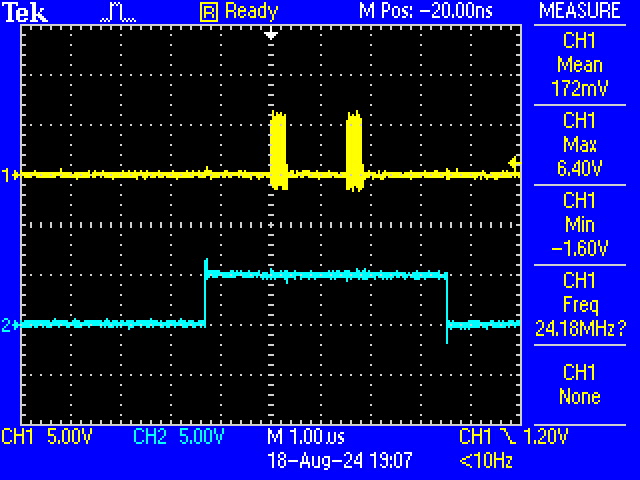 Tek R Ready M Pos: -20.00ns MEASURE
CH1
Mean
172mV
CH1
Max
6.40V
1
CH1
Min
-1.60V
CH1
Freq
24.18MHz?
2
CH1
None
CH1 5.00V CH2 5.00V M 1.00us CH1 1.20V
18-Aug-24 19:07 <10Hz